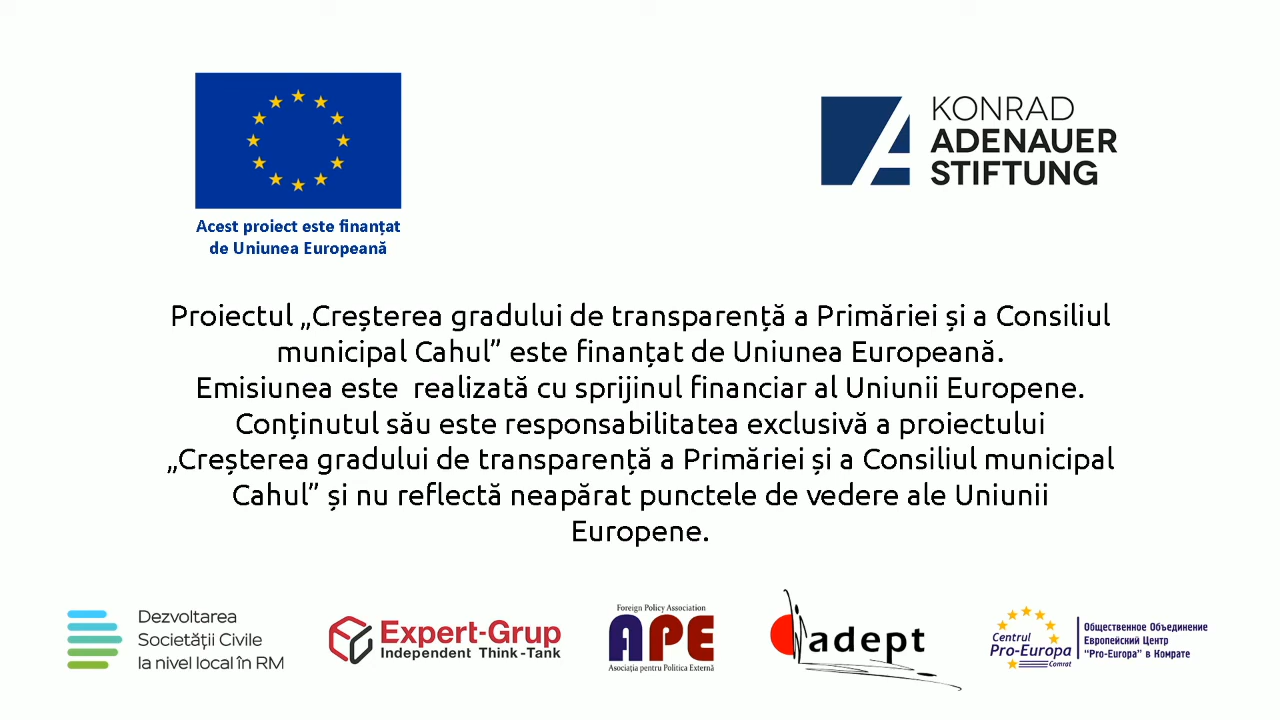 Acest proiect este finanțat
de Uniunea Europeană
KONRAD
ADENAUER
STIFTUNG
Proiectul „Creșterea gradului de transparență a Primăriei și a Consiliul
municipal Cahul” este finanțat de Uniunea Europeană.
Emisiunea este realizată cu sprijinul financiar al Uniunii Europene.
Conținutul său este responsabilitatea exclusivă a proiectului
„Creșterea gradului de transparență a Primăriei și a Consiliul municipal
Cahul” și nu reflectă neapărat punctele de vedere ale Uniunii
Europene.
Dezvoltarea
Societății Civile
la nivel local în RM
Expert-Grup
Independent Think-Tank
Foreign Policy Association
APE
Asociația pentru Politica Externă
adept
Centrul
Pro-Europa
Comrat
Общественное Объединение
Европейский Центр
"Pro-Europa" в Комрате